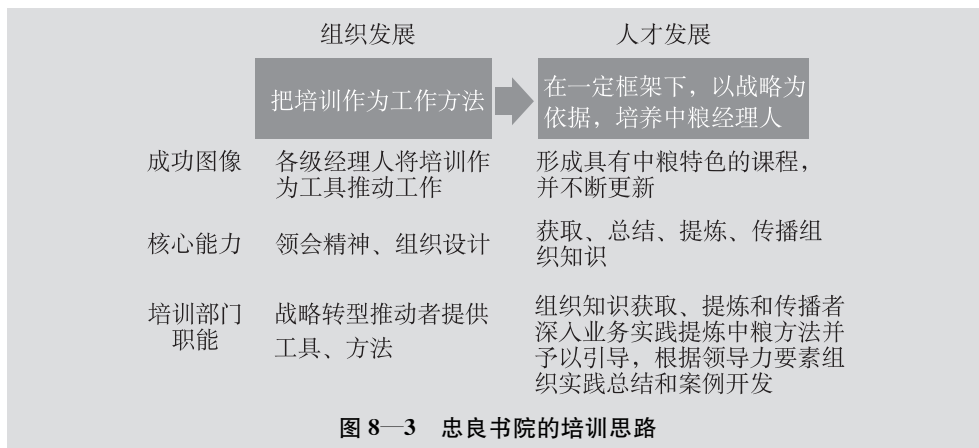 组织发展
人才发展
把培训作为工作方法
在一定框架下，以战略为
依据，培养中粮经理人
成功图像
各级经理人将培训作
为工具推动工作
形成具有中粮特色的课程，
并不断更新
核心能力
领会精神、组织设计
获取、总结、提炼、传播组
织知识
培训部门
职能
战略转型推动者提供
工具、方法
组织知识获取、提炼和传播者
深入业务实践提炼中粮方法并
予以引导，根据领导力要素组
织实践总结和案例开发
图 8—3　忠良书院的培训思路